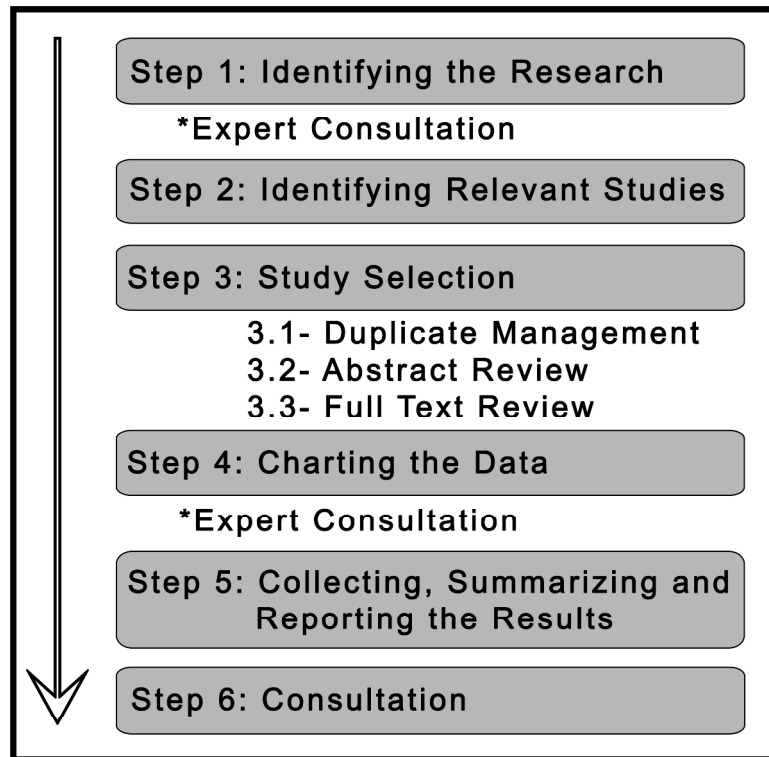 Step 1: Identifying the Research
*Expert Consultation
Step 2: Identifying Relevant Studies
Step 3: Study Selection
3.1- Duplicate Management
3.2- Abstract Review
3.3- Full Text Review
Step 4: Charting the Data
*Expert Consultation
Step 5: Collecting, Summarizing and
Reporting the Results
Step 6: Consultation